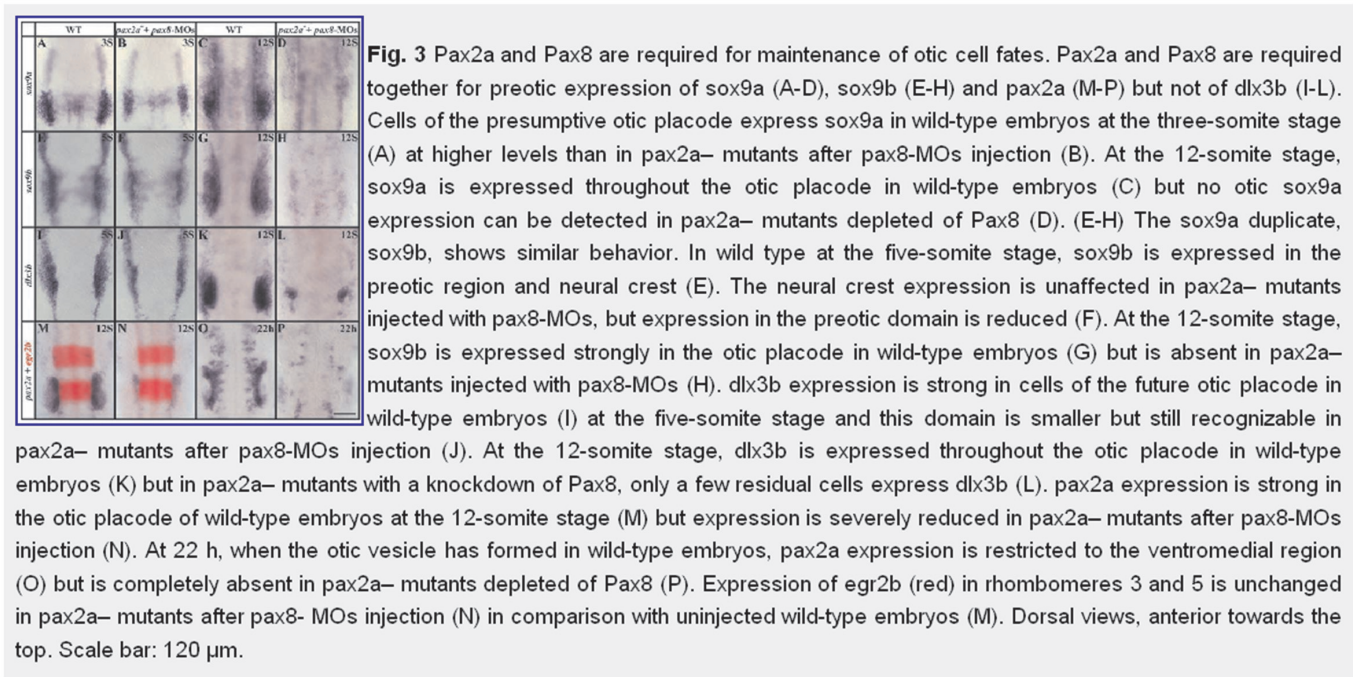 WT pax2a⁻+ pax8-MOs WT pax2a⁻+ pax8-MOs
A 3S B 3S C 12S D 12S
sox9a
E 5S F 5S G 12S H 12S
sox9b
I 5S J 5S K 12S L 12S
dlx3b
M 12S N 12S O 22h P 22h
pax2a + egr2b
Fig. 3 Pax2a and Pax8 are required for maintenance of otic cell fates. Pax2a and Pax8 are required
together for preotic expression of sox9a (A-D), sox9b (E-H) and pax2a (M-P) but not of dlx3b (I-L).
Cells of the presumptive otic placode express sox9a in wild-type embryos at the three-somite stage
(A) at higher levels than in pax2a– mutants after pax8-MOs injection (B). At the 12-somite stage,
sox9a is expressed throughout the otic placode in wild-type embryos (C) but no otic sox9a
expression can be detected in pax2a– mutants depleted of Pax8 (D). (E-H) The sox9a duplicate,
sox9b, shows similar behavior. In wild type at the five-somite stage, sox9b is expressed in the
preotic region and neural crest (E). The neural crest expression is unaffected in pax2a– mutants
injected with pax8-MOs, but expression in the preotic domain is reduced (F). At the 12-somite stage,
sox9b is expressed strongly in the otic placode in wild-type embryos (G) but is absent in pax2a–
mutants injected with pax8-MOs (H). dlx3b expression is strong in cells of the future otic placode in
wild-type embryos (I) at the five-somite stage and this domain is smaller but still recognizable in
pax2a– mutants after pax8-MOs injection (J). At the 12-somite stage, dlx3b is expressed throughout the otic placode in wild-type
embryos (K) but in pax2a– mutants with a knockdown of Pax8, only a few residual cells express dlx3b (L). pax2a expression is strong in
the otic placode of wild-type embryos at the 12-somite stage (M) but expression is severely reduced in pax2a– mutants after pax8-MOs
injection (N). At 22 h, when the otic vesicle has formed in wild-type embryos, pax2a expression is restricted to the ventromedial region
(O) but is completely absent in pax2a– mutants depleted of Pax8 (P). Expression of egr2b (red) in rhombomeres 3 and 5 is unchanged
in pax2a– mutants after pax8- MOs injection (N) in comparison with uninjected wild-type embryos (M). Dorsal views, anterior towards the
top. Scale bar: 120 μm.